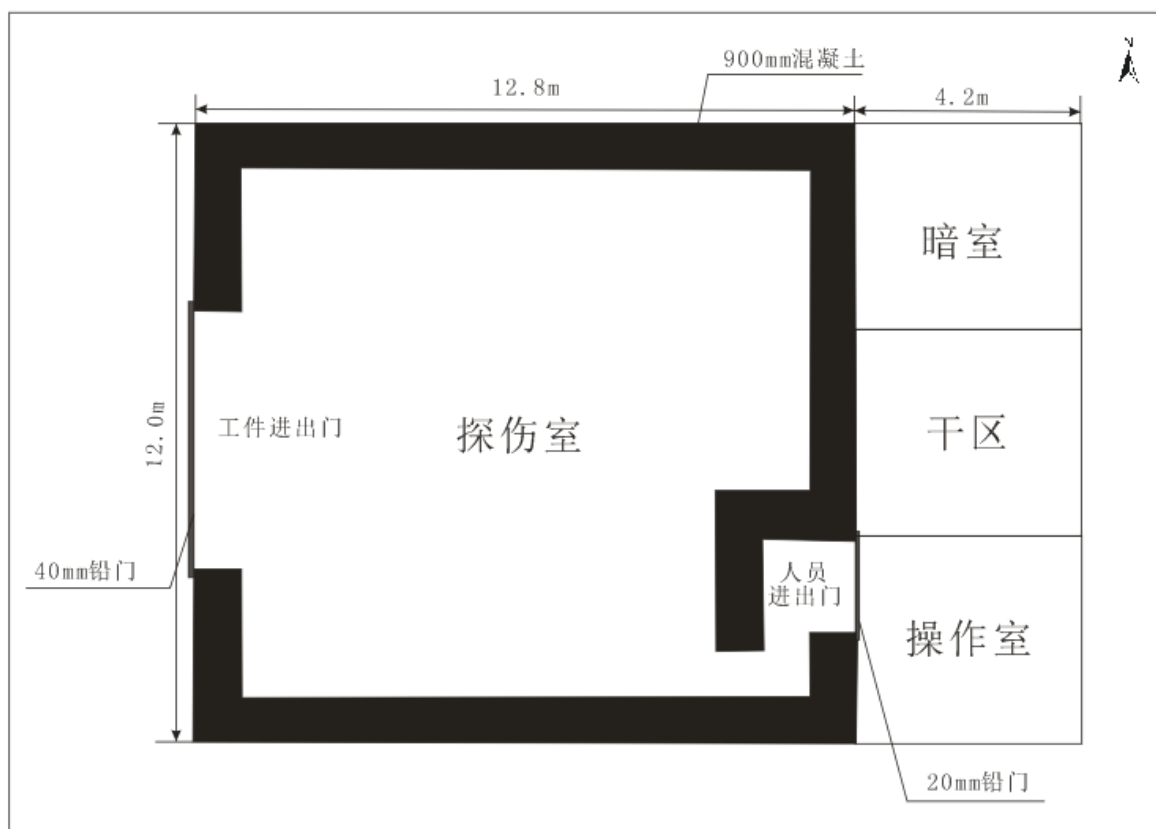 N
900mm混凝土
12.8m
4.2m
暗室
工件进出门
探伤室
干区
12.0m
40mm铅门
人员
进出门
操作室
20mm铅门